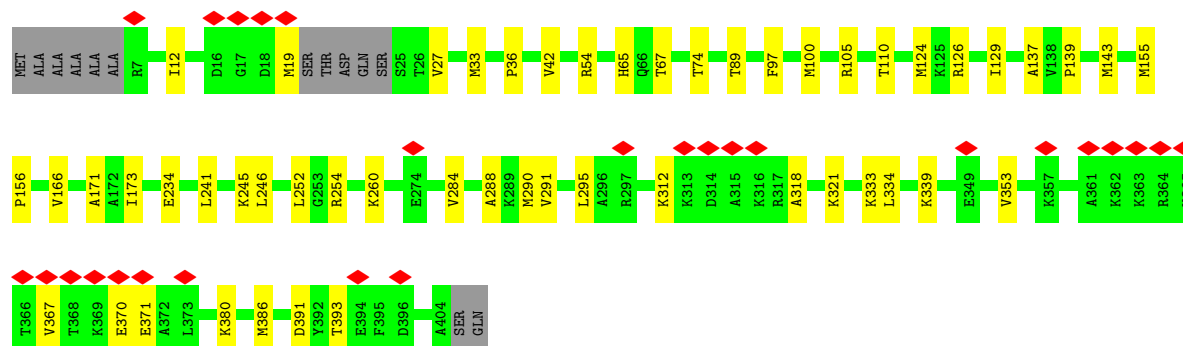 MET ALA ALA ALA ALA ALA R7 I12 D16 G17 D18 M19 SER THR ASP GLN SER S25 T26 V27 M33 P36 V42 R54 H65 Q66 T67 T74 T89 F97 M100 R105 T110 M124 K125 R126 I129 A137 V138 P139 M143 M155
P156 V166 A171 A172 I173 E234 L241 K245 L246 L252 G253 R254 K260 E274 V284 A288 K289 M290 V291 L295 A296 R297 K312 K313 D314 A315 K316 R317 A318 K321 K333 L334 K339 E349 V353 K357 A361 K362 K363 R364
T366 V367 T368 K369 E370 E371 A372 L373 K380 M386 D391 Y392 T393 E394 F395 D396 A404 SER GLN